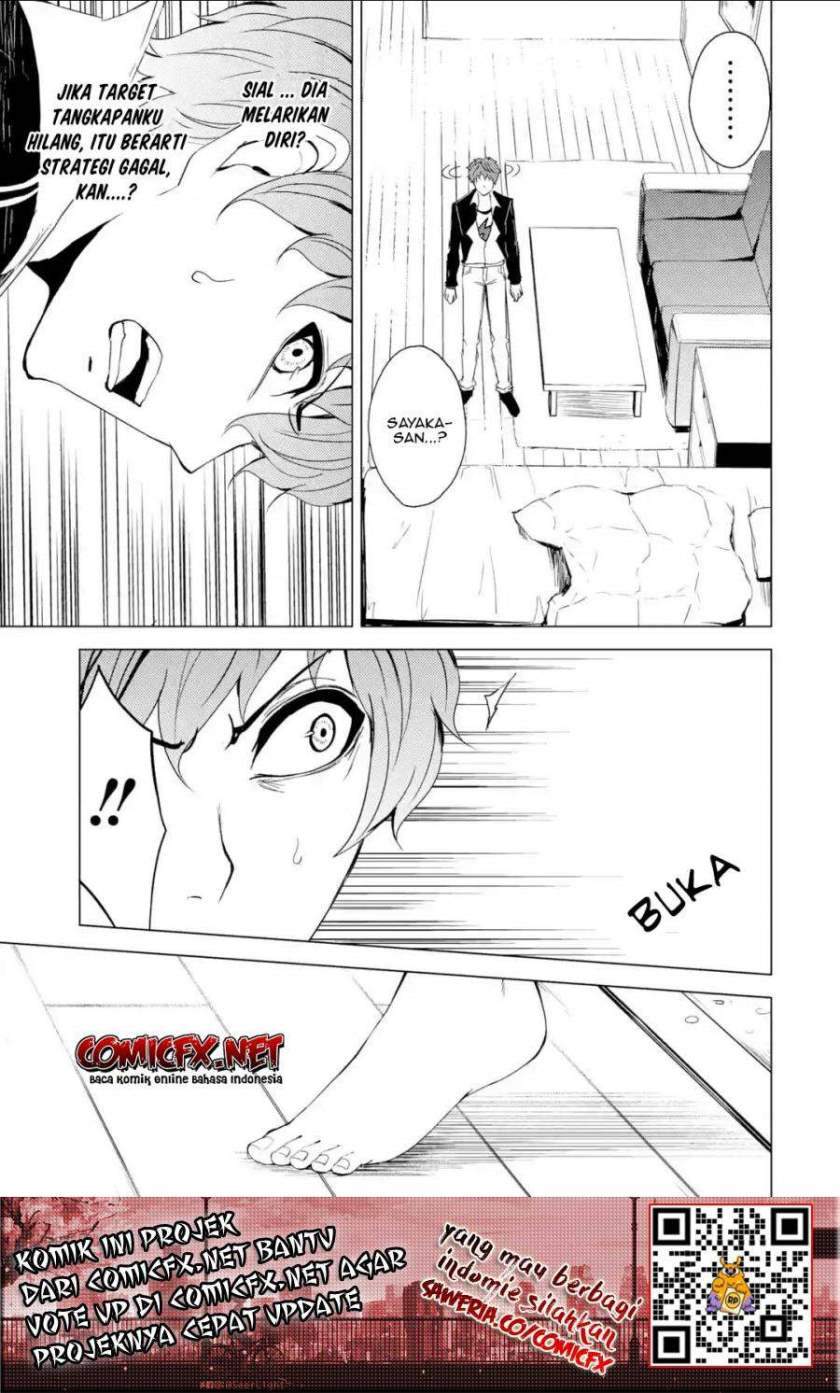 .........
SAYAKA-
SAN...?
SIAL ... DIA
MELARIKAN
DIRI?
JIKA TARGET
TANGKAPANKU
HILANG, ITU BERARTI
STRATEGI GAGAL,
KAN....?
!!
BUKA
COMICFX.NET
Baca Komik Online Bahasa Indonesia
KOMIK INI PROJEK
DARI COMICFX.NET BANTU
VOTE UP DI COMICFX.NET AGAR
PROJEKNYA CEPAT UPDATE
yang mau berbagi
indomie silahkan
SAWERIA.CO/COMICFX
RP